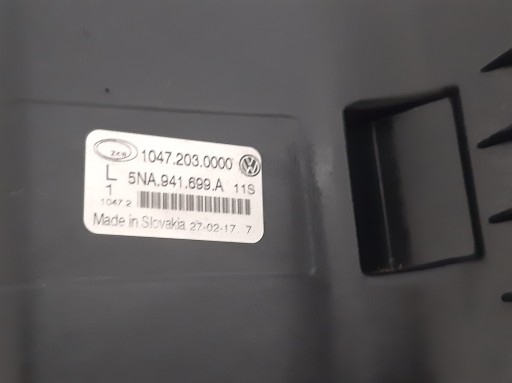 ZKW 1047.203.0000
L 5NA.941.699.A 11S
1
1047.2
Made in Slovakia 27-02-17 7